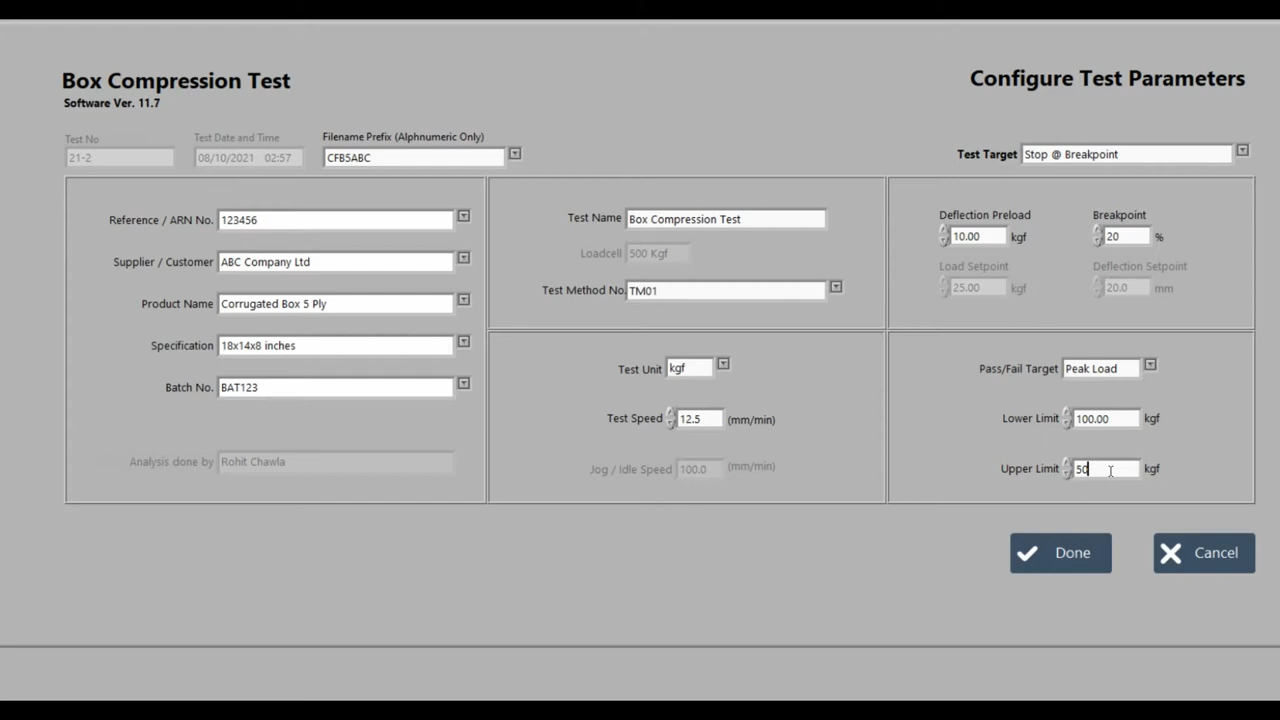 Box Compression Test
Software Ver. 11.7
Configure Test Parameters
Test No
21-2
Test Date and Time
08/10/2021 02:57
Filename Prefix (Alphnumeric Only)
CFB5ABC
Test Target Stop @ Breakpoint
Reference / ARN No. 123456
Supplier / Customer ABC Company Ltd
Product Name Corrugated Box 5 Ply
Specification 18x14x8 inches
Batch No. BAT123
Analysis done by Rohit Chawla
Test Name Box Compression Test
Loadcell 500 Kgf
Test Method No. TM01
Test Unit kgf
Test Speed 12.5 (mm/min)
Jog / Idle Speed 100.0 (mm/min)
Deflection Preload Breakpoint
10.00 kgf 20 %
Load Setpoint Deflection Setpoint
25.00 kgf 20.0 mm
Pass/Fail Target Peak Load
Lower Limit 100.00 kgf
Upper Limit 50 kgf
Done Cancel